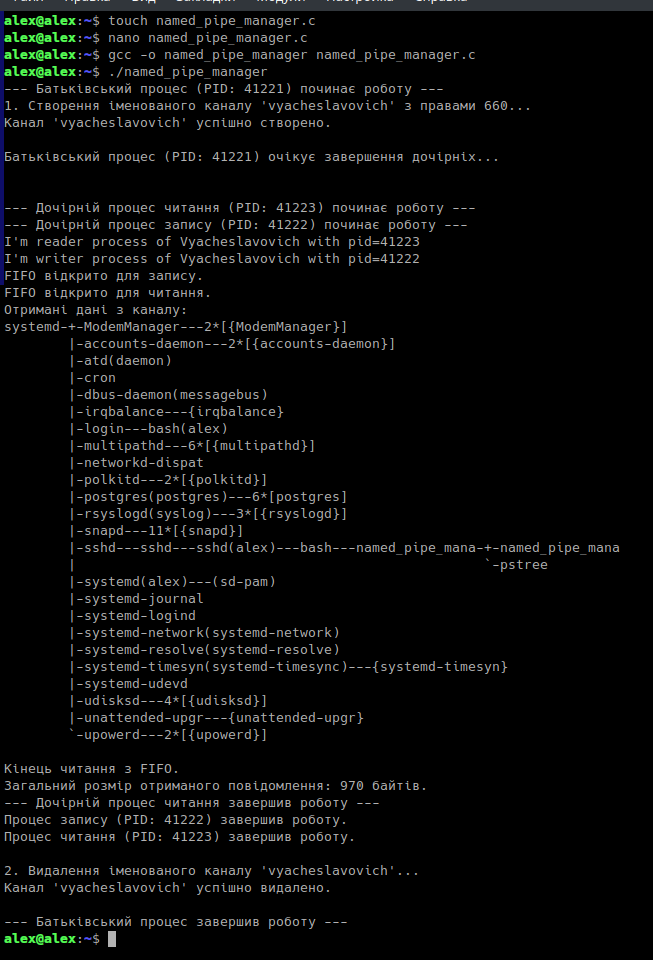 alex@alex:~$ touch named_pipe_manager.c
alex@alex:~$ nano named_pipe_manager.c
alex@alex:~$ gcc -o named_pipe_manager named_pipe_manager.c
alex@alex:~$ ./named_pipe_manager
--- Батьківський процес (PID: 41221) починає роботу ---
1. Створення іменованого каналу 'vyacheslavovich' з правами 660...
Канал 'vyacheslavovich' успішно створено.
Батьківський процес (PID: 41221) очікує завершення дочірніх...
--- Дочірній процес читання (PID: 41223) починає роботу ---
--- Дочірній процес запису (PID: 41222) починає роботу ---
I'm reader process of Vyacheslavovich with pid=41223
I'm writer process of Vyacheslavovich with pid=41222
FIFO відкрито для запису.
FIFO відкрито для читання.
Отримані дані з каналу:
systemd-+-ModemManager---2*[{ModemManager}]
        |-accounts-daemon---2*[{accounts-daemon}]
        |-atd(daemon)
        |-cron
        |-dbus-daemon(messagebus)
        |-irqbalance---{irqbalance}
        |-login---bash(alex)
        |-multipathd---6*[{multipathd}]
        |-networkd-dispat
        |-polkitd---2*[{polkitd}]
        |-postgres(postgres)---6*[postgres]
        |-rsyslogd(syslog)---3*[{rsyslogd}]
        |-snapd---11*[{snapd}]
        |-sshd---sshd---sshd(alex)---bash---named_pipe_mana-+-named_pipe_mana
        |                                                   `-pstree
        |-systemd(alex)---(sd-pam)
        |-systemd-journal
        |-systemd-logind
        |-systemd-network(systemd-network)
        |-systemd-resolve(systemd-resolve)
        |-systemd-timesyn(systemd-timesync)---{systemd-timesyn}
        |-systemd-udevd
        |-udisksd---4*[{udisksd}]
        |-unattended-upgr---{unattended-upgr}
        `-upowerd---2*[{upowerd}]
Кінець читання з FIFO.
Загальний розмір отриманого повідомлення: 970 байтів.
--- Дочірній процес читання завершив роботу ---
Процес запису (PID: 41222) завершив роботу.
Процес читання (PID: 41223) завершив роботу.
2. Видалення іменованого каналу 'vyacheslavovich'...
Канал 'vyacheslavovich' успішно видалено.
--- Батьківський процес завершив роботу ---
alex@alex:~$